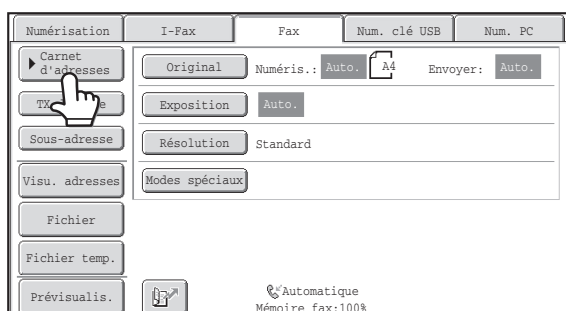 Numérisation I-Fax Fax Num. clé USB Num. PC
Carnet
d'adresses
Original Numéris.: Auto. A4 Envoyer: Auto.
TX e
Exposition Auto.
Sous-adresse
Résolution Standard
Visu. adresses
Modes spéciaux
Fichier
Fichier temp.
Prévisualis.
Automatique
Mémoire fax:100%